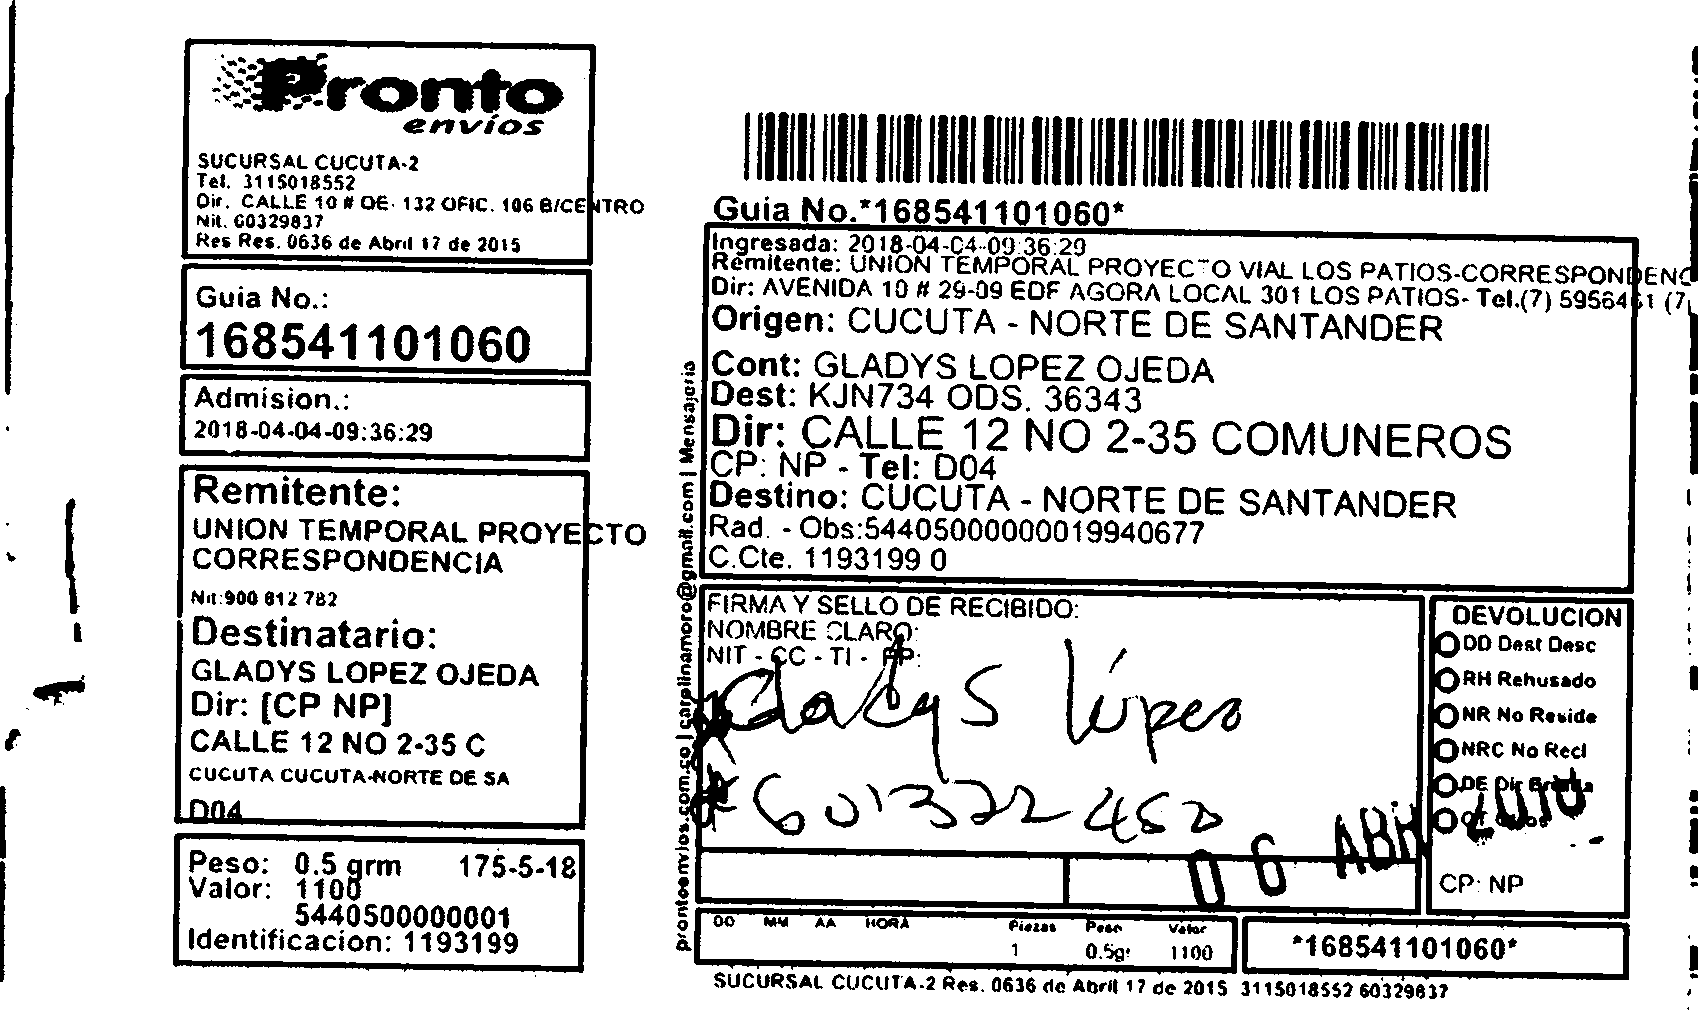 Pronto
envíos
SUCURSAL CUCUTA-2
Tel. 3115018552
Dir. CALLE 10 # OE- 132 OFIC. 106 B/CENTRO
Nit. 60329837
Res Res. 0636 de Abril 17 de 2015
Guia No.:
168541101060
Admision.:
2018-04-04-09:36:29
Remitente:
UNION TEMPORAL PROYECTO
CORRESPONDENCIA
Nit:900 612 782
Destinatario:
GLADYS LOPEZ OJEDA
Dir: [CP NP]
CALLE 12 NO 2-35 C
CUCUTA CUCUTA-NORTE DE SA
D04
Peso: 0.5 grm 175-5-18
Valor: 1100
5440500000001
Identificacion: 1193199
prontoenvios.com.co | carolinamoro@gmail.com | Mensajeria
Guia No.*168541101060*
Ingresada: 2018-04-04-09:36:29
Remitente: UNION TEMPORAL PROYECTO VIAL LOS PATIOS-CORRESPONDENC
Dir: AVENIDA 10 # 29-09 EDF AGORA LOCAL 301 LOS PATIOS- Tel.(7) 5956461 (7
Origen: CUCUTA - NORTE DE SANTANDER
Cont: GLADYS LOPEZ OJEDA
Dest: KJN734 ODS. 36343
Dir: CALLE 12 NO 2-35 COMUNEROS
CP: NP - Tel: D04
Destino: CUCUTA - NORTE DE SANTANDER
Rad. - Obs:54405000000019940677
C.Cte. 1193199 0
FIRMA Y SELLO DE RECIBIDO:
NOMBRE CLARO:
NIT - CC - TI - PP:
Gladys López
601322450
06 ABR
DEVOLUCION
DD Dest Desc
RH Rehusado
NR No Reside
NRC No Recl
DE Dir Errada
CP: NP
DD MM AA HORA Piezas Peso Valor
1 0.5gr 1100
*168541101060*
SUCURSAL CUCUTA-2 Res. 0636 de Abril 17 de 2015 3115018552 60329837